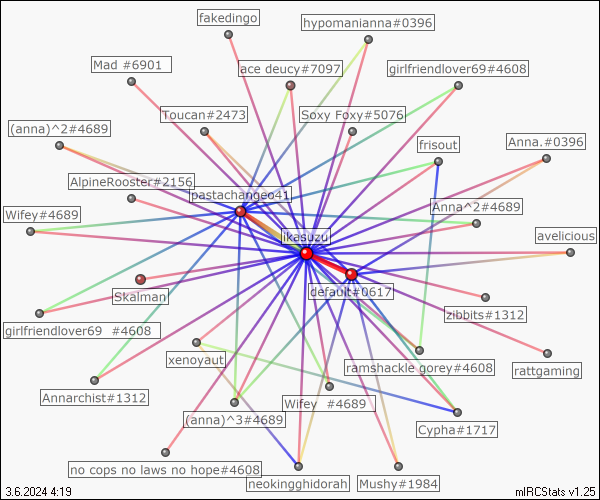 fakedingo
hypomanianna#0396
Mad #6901
ace deucy#7097
girlfriendlover69#4608
Toucan#2473
Soxy Foxy#5076
(anna)^2#4689
frisout
Anna.#0396
AlpineRooster#2156
pastachangeo41
Wifey#4689
Anna^2#4689
ikasuzu
avelicious
Skalman
default#0617
zibbits#1312
girlfriendlover69 #4608
xenoyaut
ramshackle gorey#4608
rattgaming
Annarchist#1312
(anna)^3#4689
Wifey #4689
Cypha#1717
no cops no laws no hope#4608
neokingghidorah
Mushy#1984
3.6.2024 4:19
mIRCStats v1.25